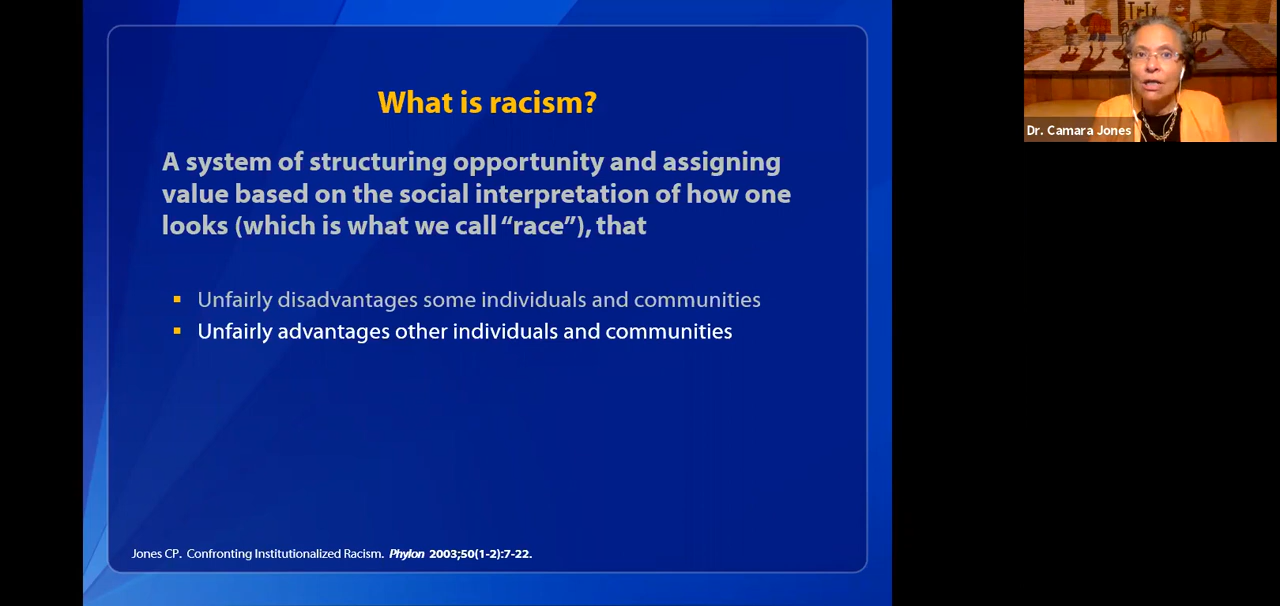 What is racism?
A system of structuring opportunity and assigning
value based on the social interpretation of how one
looks (which is what we call “race”), that
▪ Unfairly disadvantages some individuals and communities
▪ Unfairly advantages other individuals and communities
Jones CP. Confronting Institutionalized Racism. Phylon 2003;50(1-2):7-22.
Dr. Camara Jones